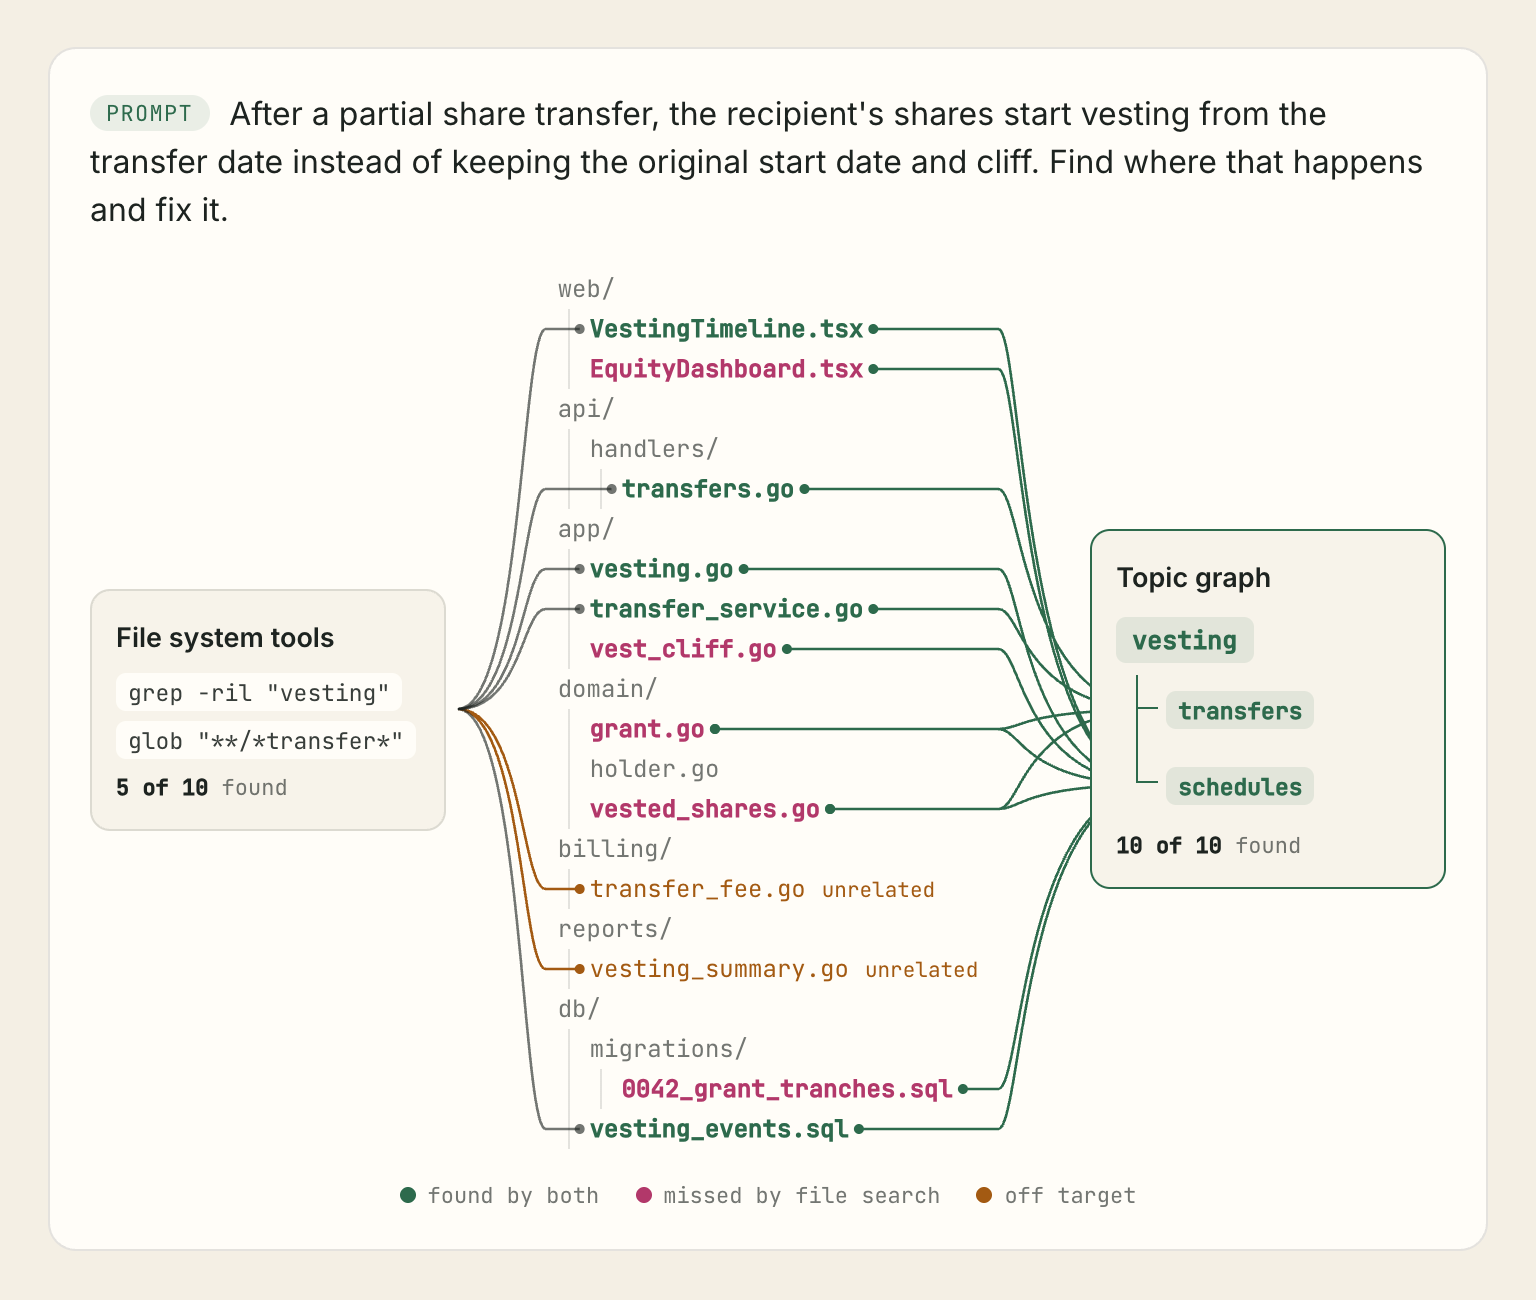 PROMPT After a partial share transfer, the recipient's shares start vesting from the
transfer date instead of keeping the original start date and cliff. Find where that happens
and fix it.
File system tools
grep -ril "vesting"
glob "**/*transfer*"
5 of 10 found
web/
VestingTimeline.tsx
EquityDashboard.tsx
api/
handlers/
transfers.go
app/
vesting.go
transfer_service.go
vest_cliff.go
domain/
grant.go
holder.go
vested_shares.go
billing/
transfer_fee.go unrelated
reports/
vesting_summary.go unrelated
db/
migrations/
0042_grant_tranches.sql
vesting_events.sql
Topic graph
vesting
transfers
schedules
10 of 10 found
found by both
missed by file search
off target